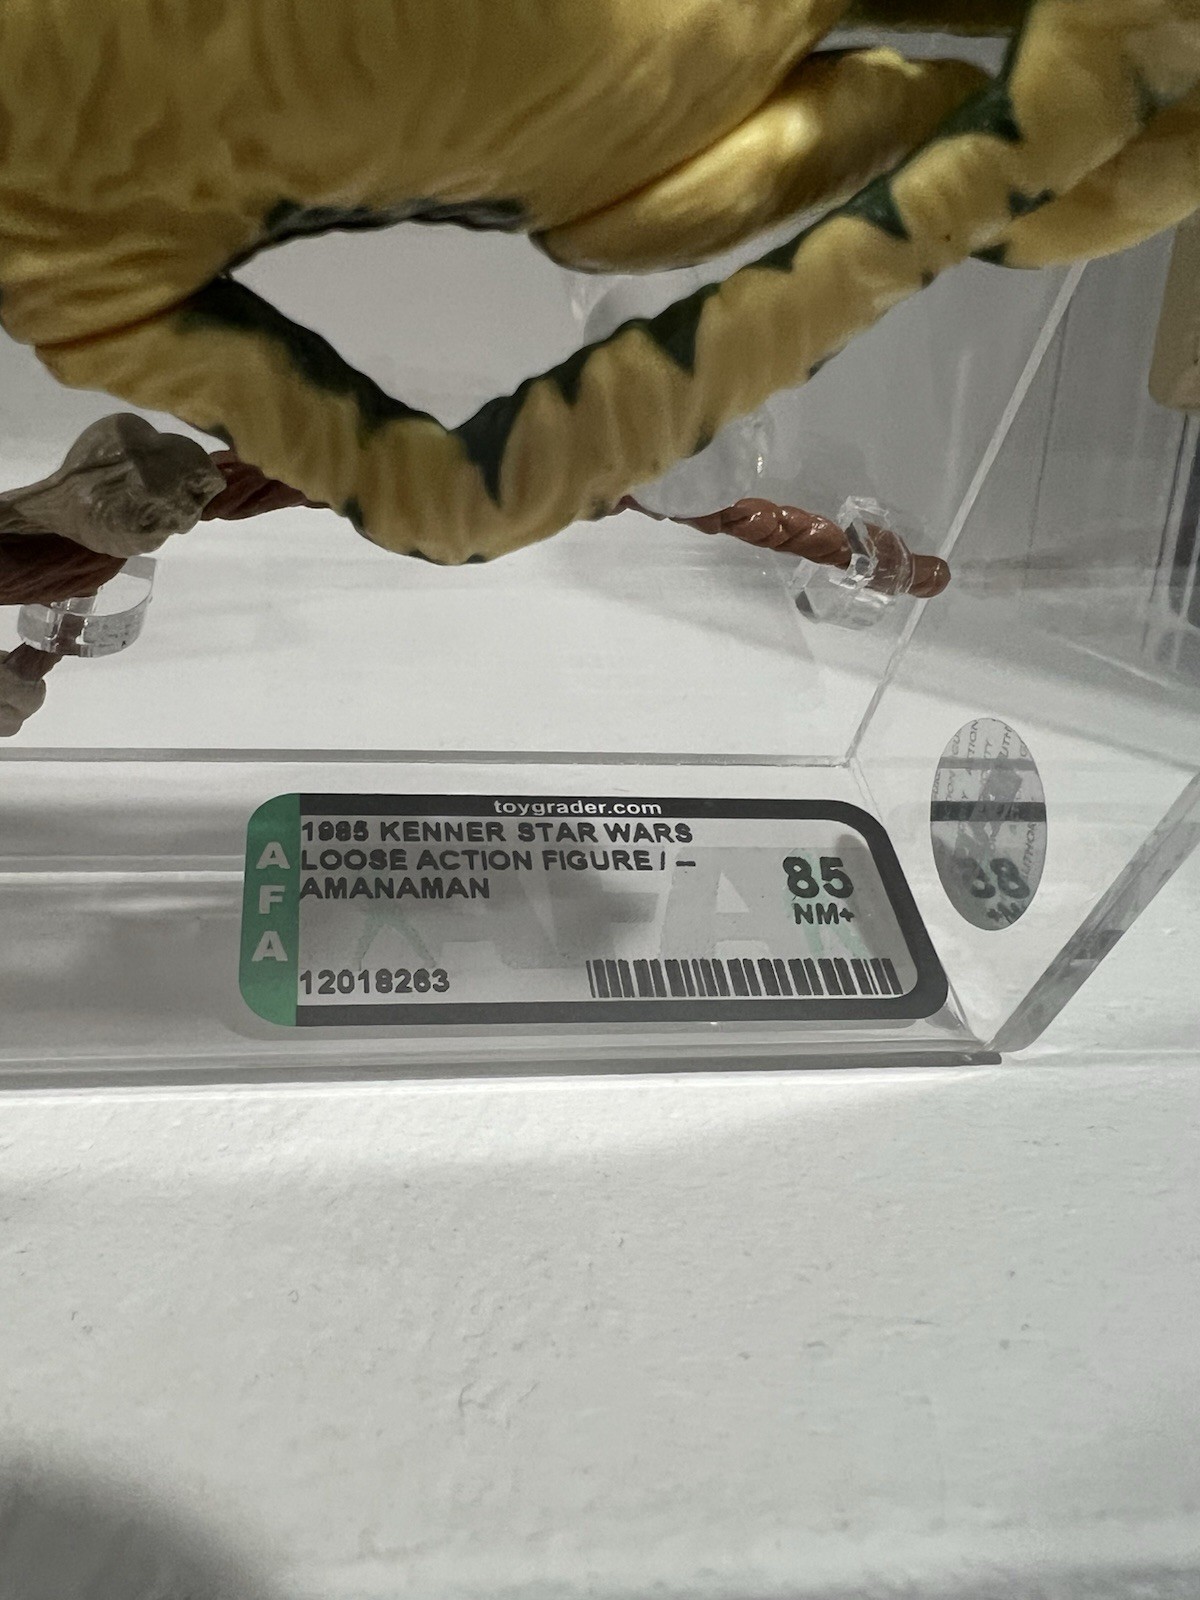 toygrader.com
AFA
1985 KENNER STAR WARS
LOOSE ACTION FIGURE / –
AMANAMAN
85
NM+
12018263